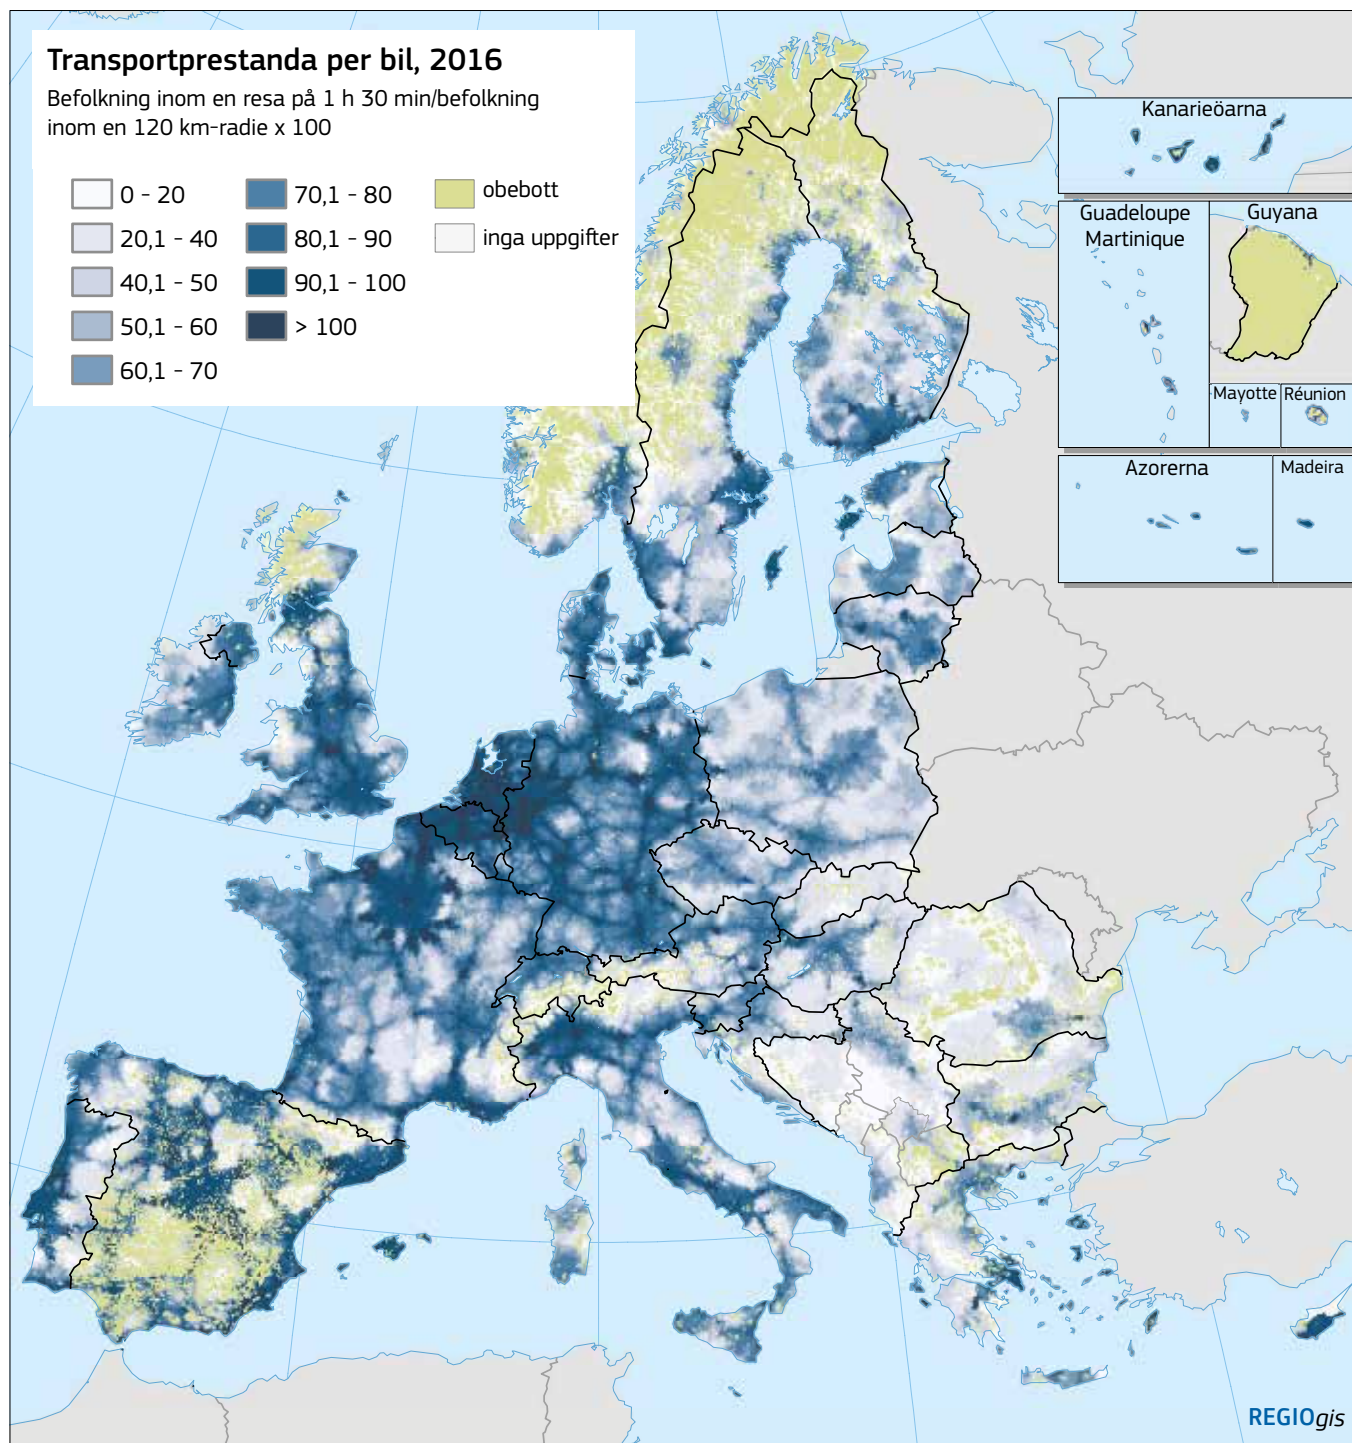 Transportprestanda per bil, 2016
Befolkning inom en resa på 1 h 30 min/befolkning
inom en 120 km-radie x 100
0 - 20
20,1 - 40
40,1 - 50
50,1 - 60
60,1 - 70
70,1 - 80
80,1 - 90
90,1 - 100
> 100
obebott
inga uppgifter
Kanarieöarna
Guadeloupe
Martinique
Guyana
Mayotte
Réunion
Azorerna
Madeira
REGIOgis